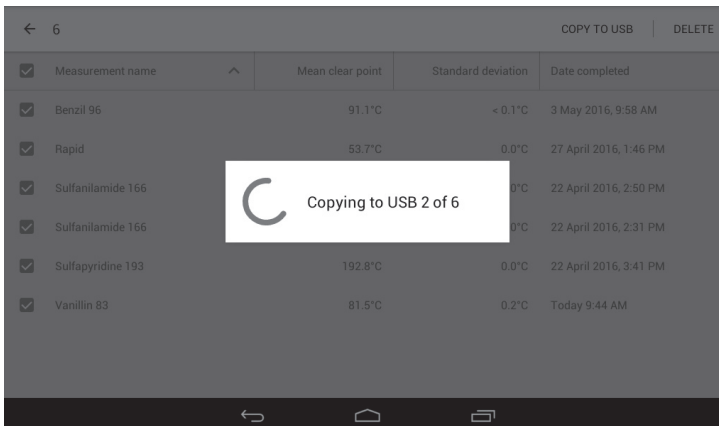 6 COPY TO USB DELETE
Measurement name Mean clear point Standard deviation Date completed
Benzil 96 91.1°C < 0.1°C 3 May 2016, 9:58 AM
Rapid 53.7°C 0.0°C 27 April 2016, 1:46 PM
Sulfanilamide 166 0°C 22 April 2016, 2:50 PM
Copying to USB 2 of 6
Sulfanilamide 166 0°C 22 April 2016, 2:31 PM
Sulfapyridine 193 192.8°C 0.0°C 22 April 2016, 3:41 PM
Vanillin 83 81.5°C 0.2°C Today 9:44 AM